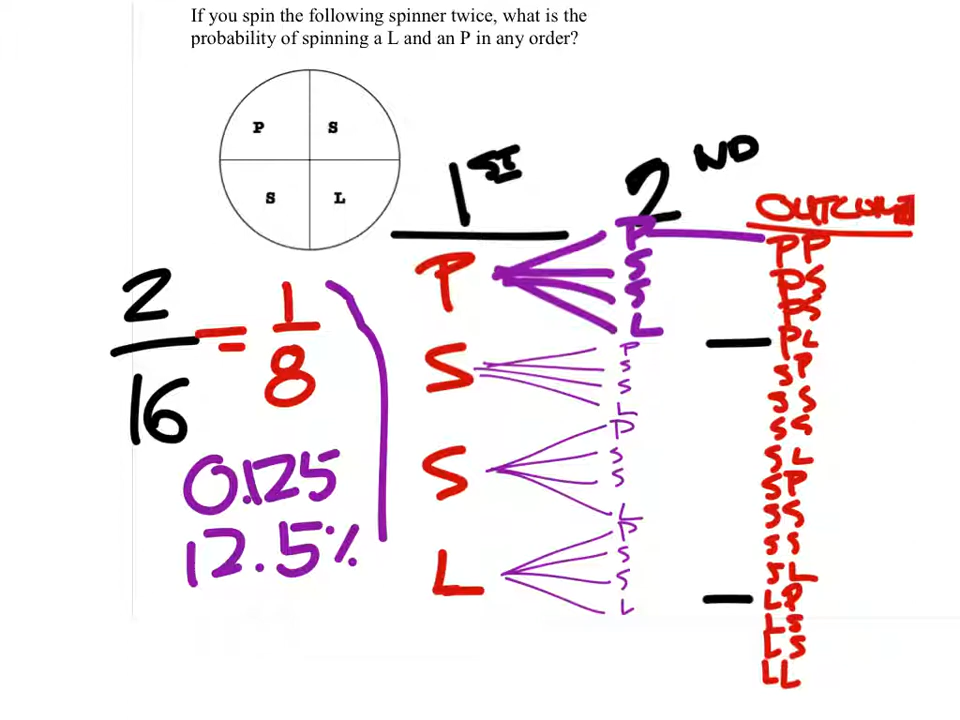 If you spin the following spinner twice, what is the
probability of spinning a L and an P in any order?
P S
S L
1ST 2ND OUTCOME
P
S
S
L
P
S
S
L
P
S
S
L
P
S
S
L
P
S
S
L
PP
PS
PS
PL
SP
SS
SS
SL
SP
SS
SS
SL
LP
LS
LS
LL
2/16 = 1/8
0.125
12.5%